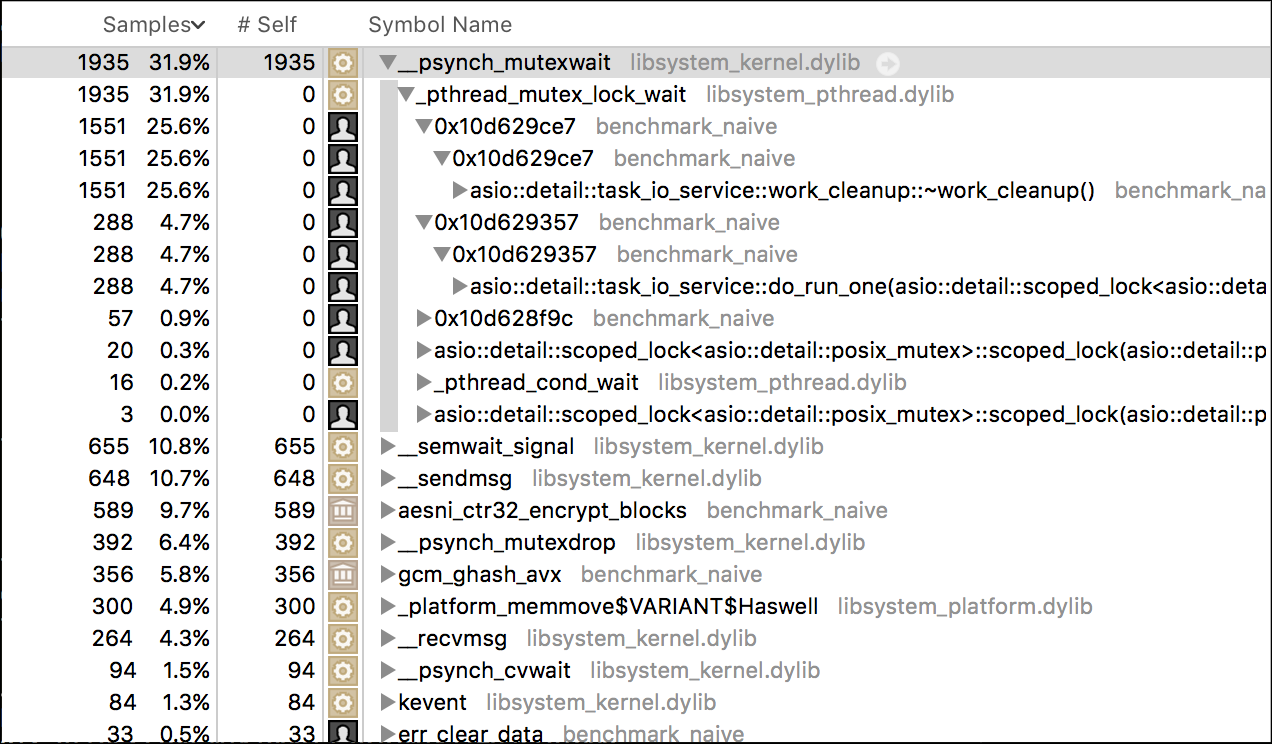 Samples # Self Symbol Name
1935 31.9% 1935 __psynch_mutexwait libsystem_kernel.dylib
1935 31.9% 0 _pthread_mutex_lock_wait libsystem_pthread.dylib
1551 25.6% 0 0x10d629ce7 benchmark_naive
1551 25.6% 0 0x10d629ce7 benchmark_naive
1551 25.6% 0 asio::detail::task_io_service::work_cleanup::~work_cleanup() benchmark_na
288 4.7% 0 0x10d629357 benchmark_naive
288 4.7% 0 0x10d629357 benchmark_naive
288 4.7% 0 asio::detail::task_io_service::do_run_one(asio::detail::scoped_lock<asio::deta
57 0.9% 0 0x10d628f9c benchmark_naive
20 0.3% 0 asio::detail::scoped_lock<asio::detail::posix_mutex>::scoped_lock(asio::detail::p
16 0.2% 0 _pthread_cond_wait libsystem_pthread.dylib
3 0.0% 0 asio::detail::scoped_lock<asio::detail::posix_mutex>::scoped_lock(asio::detail::p
655 10.8% 655 __semwait_signal libsystem_kernel.dylib
648 10.7% 648 __sendmsg libsystem_kernel.dylib
589 9.7% 589 aesni_ctr32_encrypt_blocks benchmark_naive
392 6.4% 392 __psynch_mutexdrop libsystem_kernel.dylib
356 5.8% 356 gcm_ghash_avx benchmark_naive
300 4.9% 300 _platform_memmove$VARIANT$Haswell libsystem_platform.dylib
264 4.3% 264 __recvmsg libsystem_kernel.dylib
94 1.5% 94 __psynch_cvwait libsystem_kernel.dylib
84 1.3% 84 kevent libsystem_kernel.dylib
33 0.5% 33 err_clear_data benchmark_naive